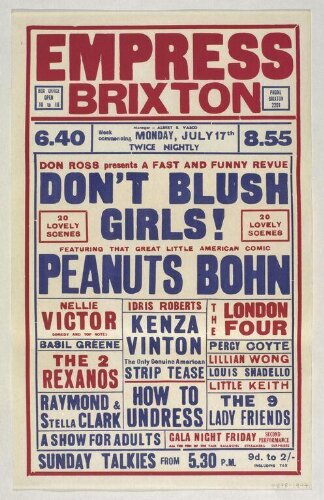 EMPRESS
BRIXTON
BOX OFFICE
OPEN
10 to 10
PHONE
BRIXTON
2201
6.40
Week
commencing
Manager : ALBERT S. VASCO
MONDAY, JULY 17th
TWICE NIGHTLY
8.55
DON ROSS presents A FAST AND FUNNY REVUE
DON'T BLUSH
GIRLS!
20
LOVELY
SCENES
20
LOVELY
SCENES
FEATURING THAT GREAT LITTLE AMERICAN COMIC
PEANUTS BOHN
NELLIE
VICTOR
COMEDY AND TOP NOTES
BASIL GREENE
THE 2
REXANOS
RAYMOND &
STELLA CLARK
A SHOW FOR ADULTS
IDRIS ROBERTS
KENZA
VINTON
The Only Genuine American
STRIP TEASE
HOW TO
UNDRESS
THE
LONDON
FOUR
PERCY COYTE
LILLIAN WONG
LOUIS SHADELLO
LITTLE KEITH
THE 9
LADY FRIENDS
GALA NIGHT FRIDAY
SECOND
PERFORMANCE
SUNDAY TALKIES FROM 5.30 P.M.
9d. to 2/-
INCLUDING TAX